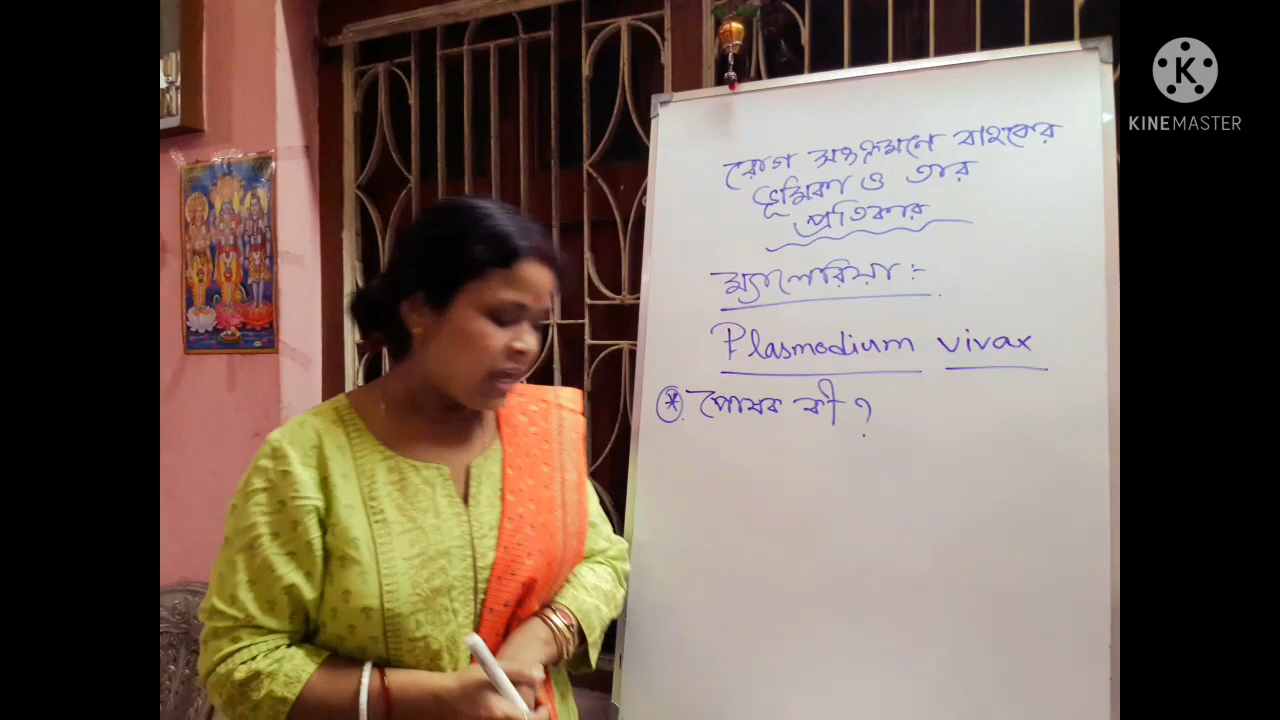 রোগ সংক্রমণে বাহকের
ভূমিকা ও তার
প্রতিকার
ম্যালেরিয়া :-
Plasmodium vivax
* পোষক কী ?
KINEMASTER